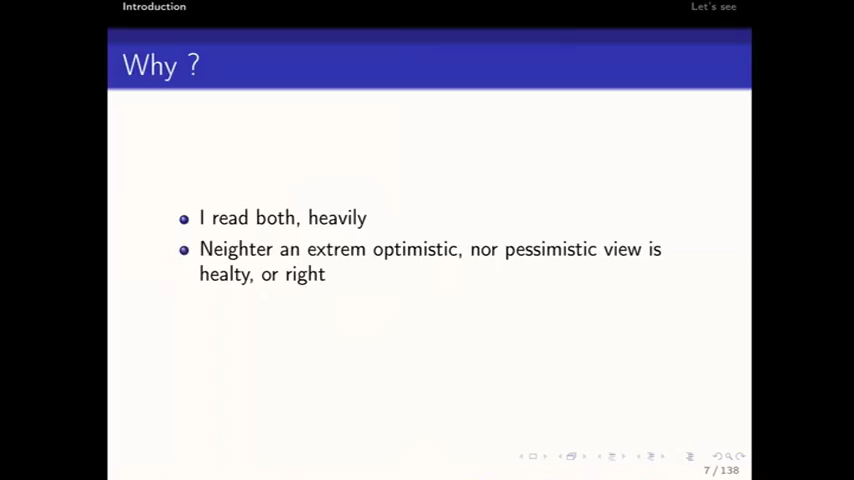 Introduction
Let's see
Why ?
I read both, heavily
Neighter an extrem optimistic, nor pessimistic view is
healty, or right
7 / 138